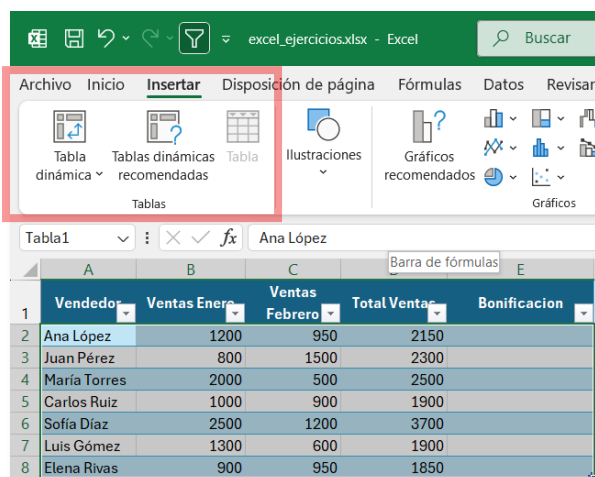 excel_ejercicios.xlsx - Excel
Buscar
Archivo Inicio Insertar Disposición de página Fórmulas Datos Revisar
Tabla dinámica
Tablas dinámicas recomendadas
Tabla
Ilustraciones
Gráficos recomendados
Tablas
Gráficos
Tabla1 fx Ana López
Barra de fórmulas
A B C E
1 Vendedor Ventas Enero Ventas Febrero Total Ventas Bonificacion
2 Ana López 1200 950 2150
3 Juan Pérez 800 1500 2300
4 María Torres 2000 500 2500
5 Carlos Ruiz 1000 900 1900
6 Sofía Díaz 2500 1200 3700
7 Luis Gómez 1300 600 1900
8 Elena Rivas 900 950 1850